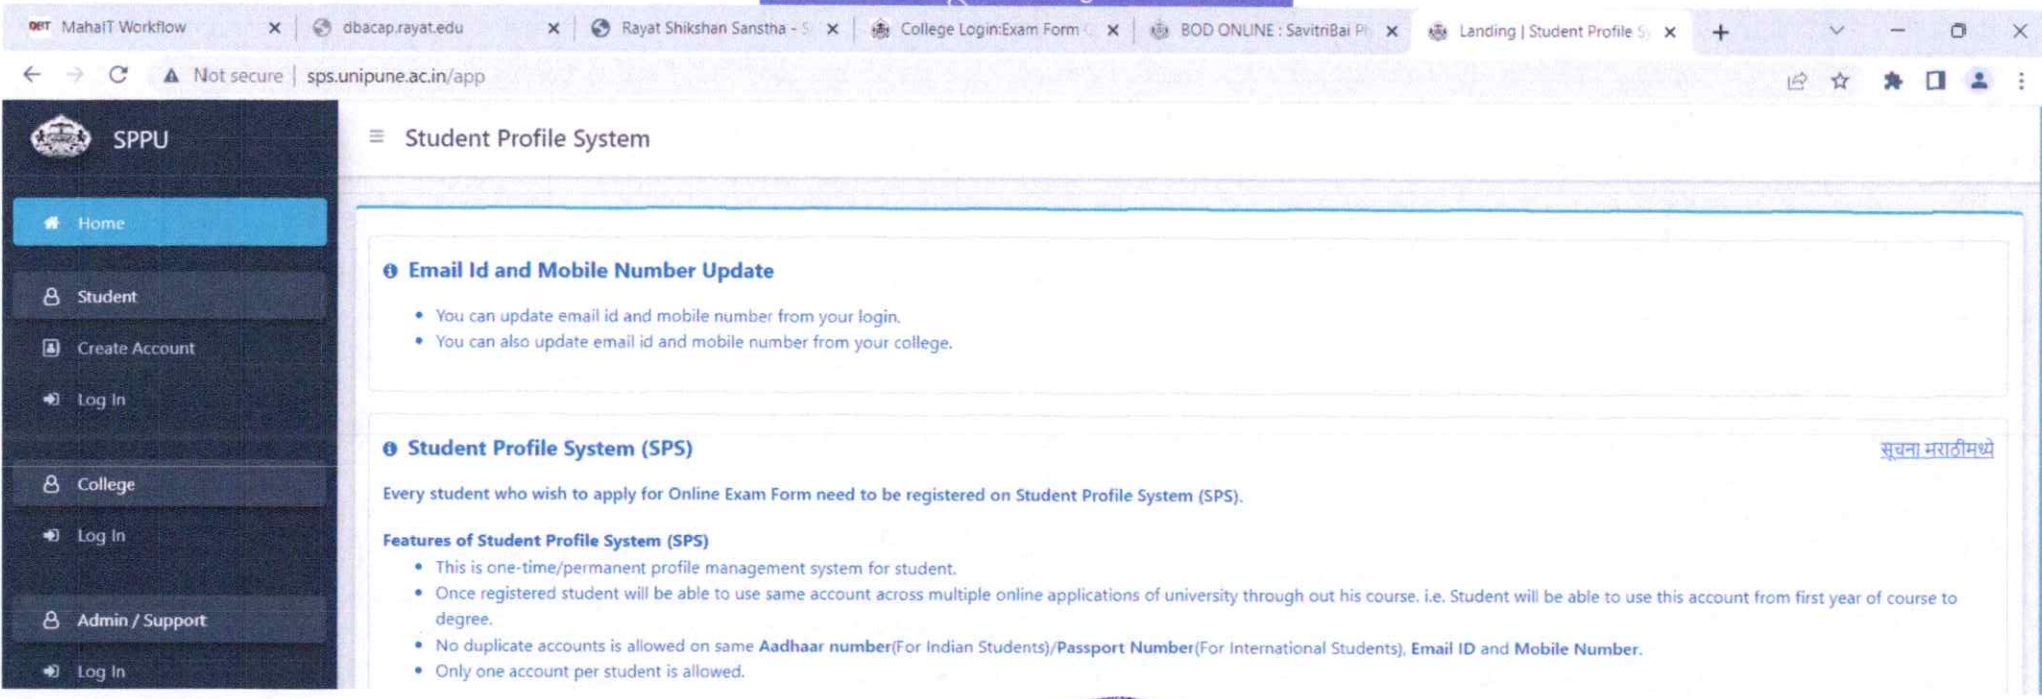 MahaIT Workflow
dbacap.rayat.edu
Rayat Shikshan Sanstha - S
College Login:Exam Form C
BOD ONLINE : SavitriBai P
Landing | Student Profile Sy
Not secure | sps.unipune.ac.in/app
SPPU
Student Profile System
Home
Student
Create Account
Log In
College
Log In
Admin / Support
Log In
Email Id and Mobile Number Update
• You can update email id and mobile number from your login.
• You can also update email id and mobile number from your college.
Student Profile System (SPS)
सूचना मराठीमध्ये
Every student who wish to apply for Online Exam Form need to be registered on Student Profile System (SPS).
Features of Student Profile System (SPS)
• This is one-time/permanent profile management system for student.
• Once registered student will be able to use same account across multiple online applications of university through out his course. i.e. Student will be able to use this account from first year of course to
degree.
• No duplicate accounts is allowed on same Aadhaar number(For Indian Students)/Passport Number(For International Students), Email ID and Mobile Number.
• Only one account per student is allowed.